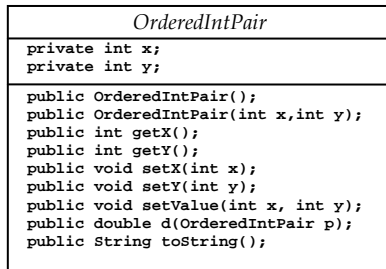 OrderedIntPair
private int x;
private int y;
public OrderedIntPair();
public OrderedIntPair(int x,int y);
public int getX();
public int getY();
public void setX(int x);
public void setY(int y);
public void setValue(int x, int y);
public double d(OrderedIntPair p);
public String toString();